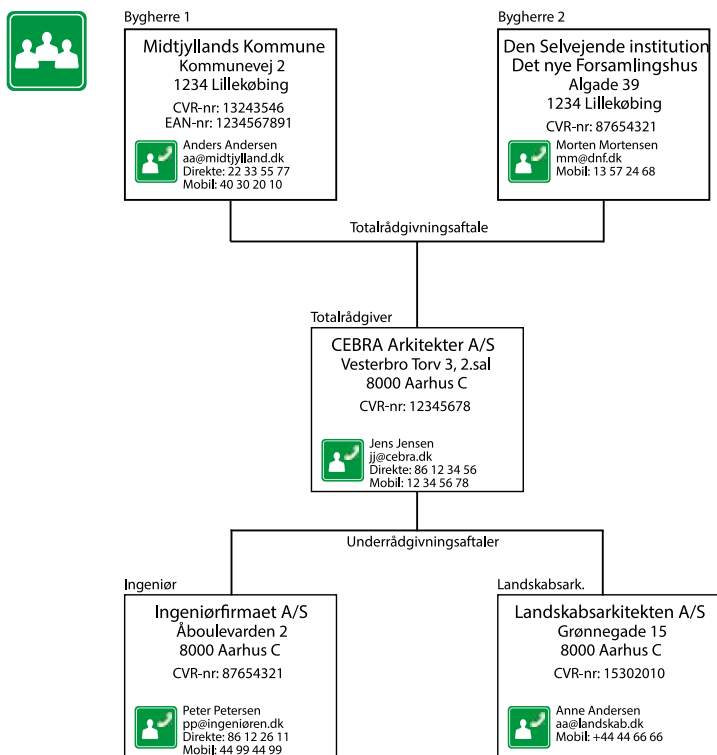 Bygherre 1
Midtjyllands Kommune
Kommunevej 2
1234 Lillekøbing
CVR-nr: 13243546
EAN-nr: 1234567891
Anders Andersen
aa@midtjylland.dk
Direkte: 22 33 55 77
Mobil: 40 30 20 10
Bygherre 2
Den Selvejende institution
Det nye Forsamlingshus
Algade 39
1234 Lillekøbing
CVR-nr: 87654321
Morten Mortensen
mm@dnf.dk
Mobil: 13 57 24 68
Totalrådgivningsaftale
Totalrådgiver
CEBRA Arkitekter A/S
Vesterbro Torv 3, 2.sal
8000 Aarhus C
CVR-nr: 12345678
Jens Jensen
jj@cebra.dk
Direkte: 86 12 34 56
Mobil: 12 34 56 78
Underrådgivningsaftaler
Ingeniør
Ingeniørfirmaet A/S
Åboulevarden 2
8000 Aarhus C
CVR-nr: 87654321
Peter Petersen
pp@ingeniøren.dk
Direkte: 86 12 26 11
Mobil: 44 99 44 99
Landskabsark.
Landskabsarkitekten A/S
Grønnegade 15
8000 Aarhus C
CVR-nr: 15302010
Anne Andersen
aa@landskab.dk
Mobil: +44 44 66 66